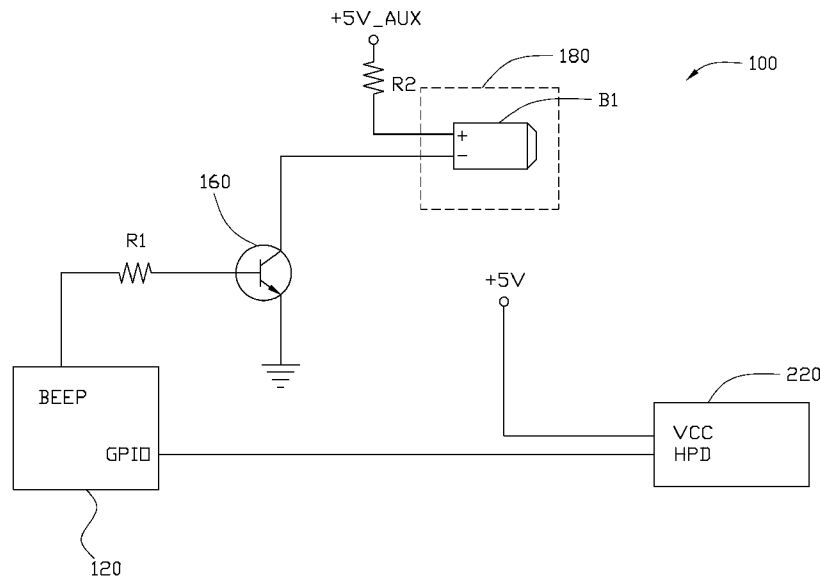 +5V_AUX
180
100
R2
B1
+
−
160
R1
+5V
220
BEEP
VCC
GPIO
HPD
120